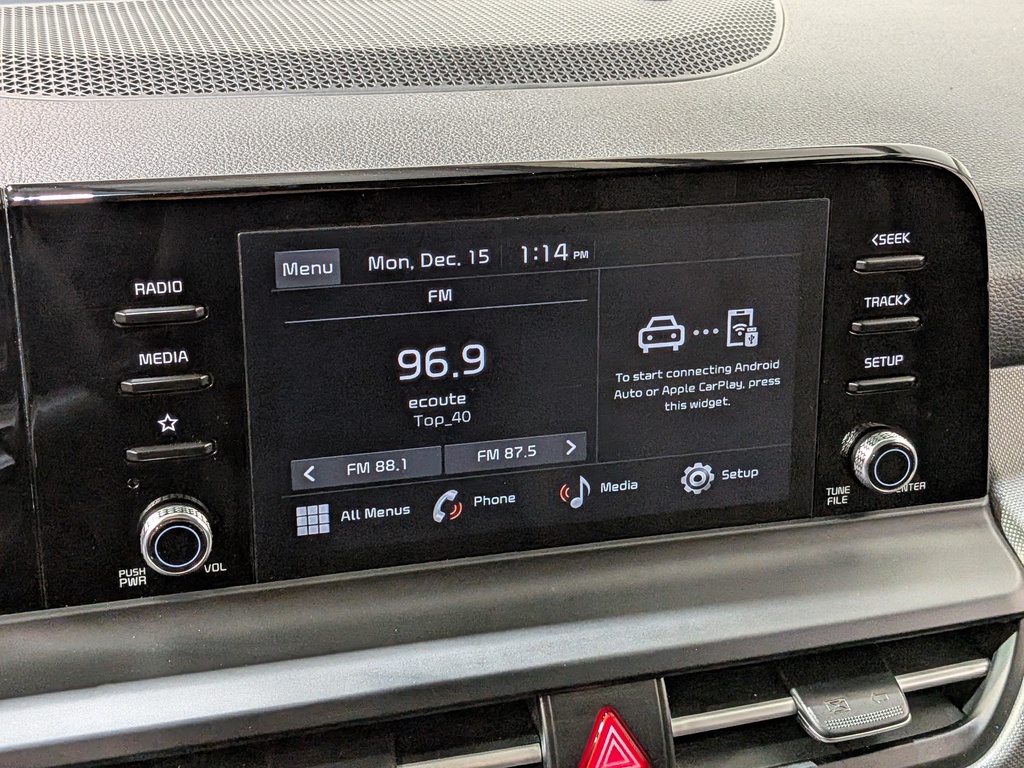 RADIO
MEDIA
PUSH
PWR
VOL
Menu
Mon, Dec. 15
1:14 PM
FM
96.9
ecoute
Top_40
FM 88.1
FM 87.5
To start connecting Android
Auto or Apple CarPlay, press
this widget.
All Menus
Phone
Media
Setup
<SEEK
TRACK>
SETUP
TUNE
FILE
ENTER